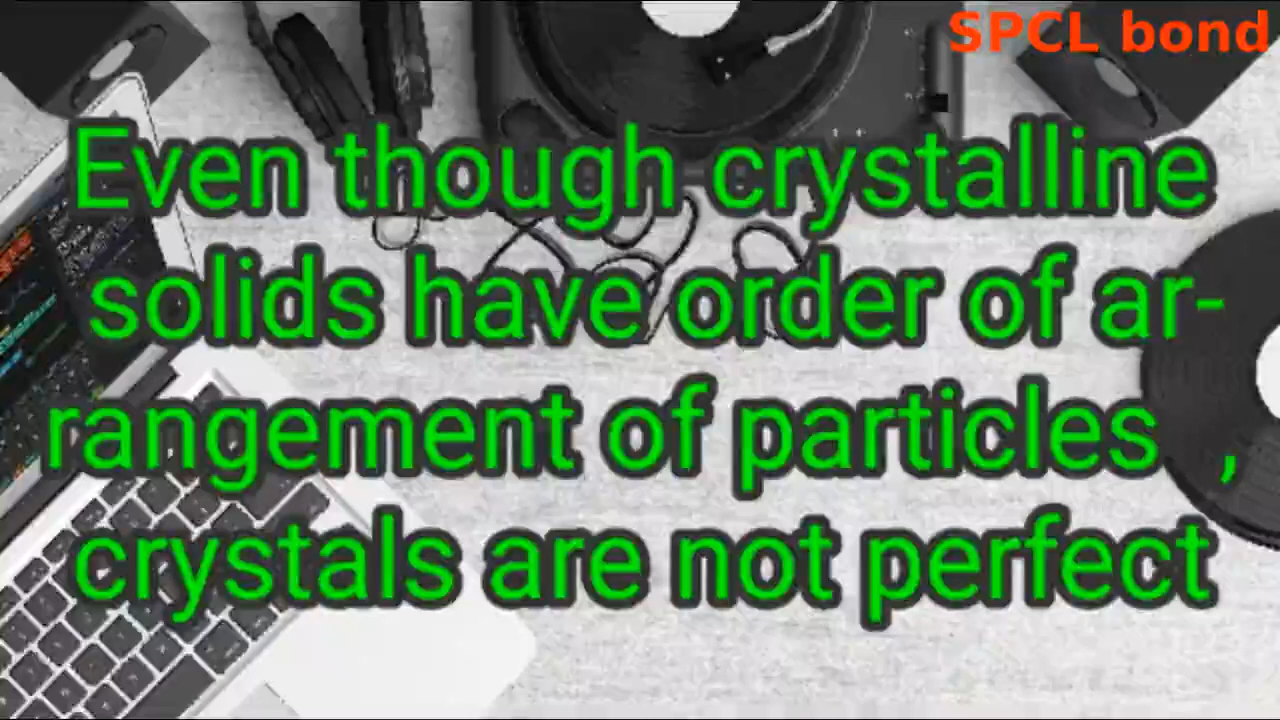 SPCL bond
Even though crystalline
solids have order of ar-
rangement of particles ,
crystals are not perfect